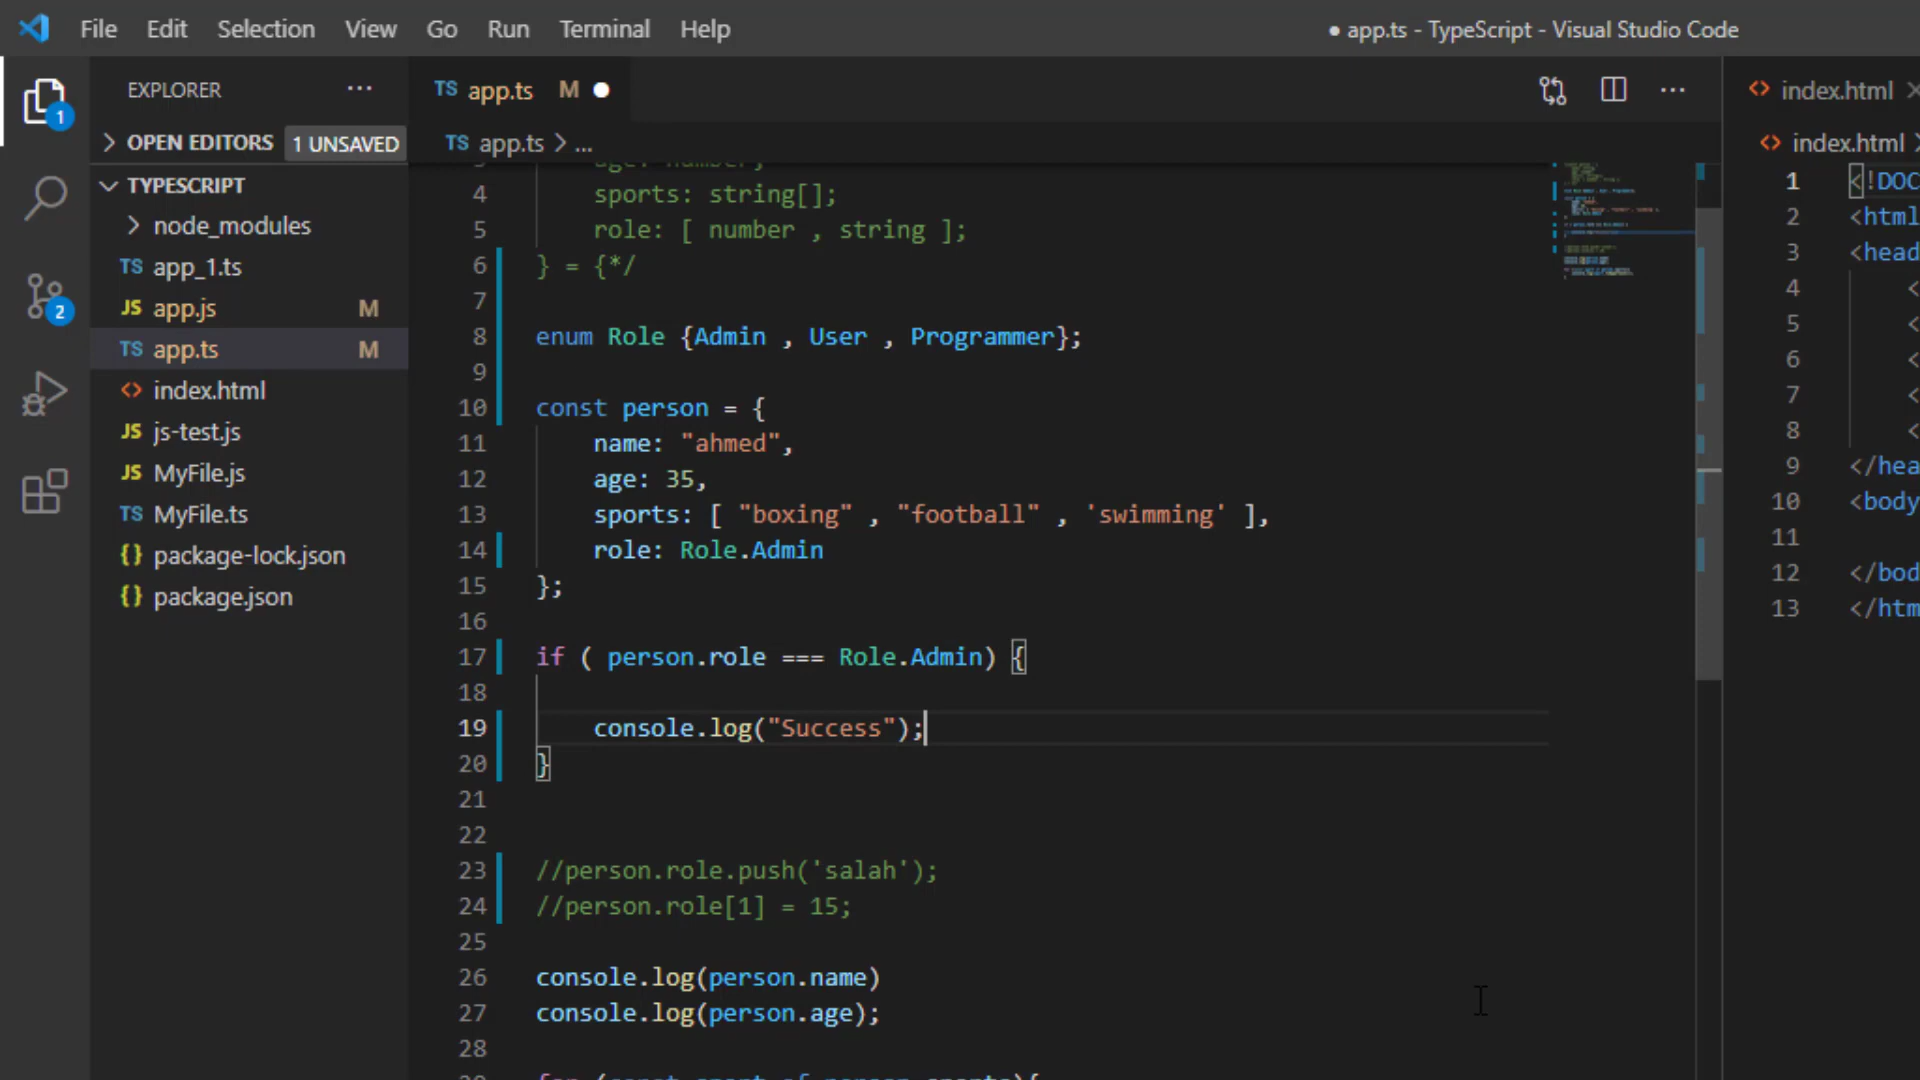 File Edit Selection View Go Run Terminal Help
● app.ts - TypeScript - Visual Studio Code
EXPLORER ...
OPEN EDITORS 1 UNSAVED
TYPESCRIPT
node_modules
TS app_1.ts
JS app.js M
TS app.ts M
<> index.html
JS js-test.js
JS MyFile.js
TS MyFile.ts
{} package-lock.json
{} package.json
1
2
TS app.ts M ●
TS app.ts > ...
4 sports: string[];
5 role: [ number , string ];
6 } = {*/
7
8 enum Role {Admin , User , Programmer};
9
10 const person = {
11 name: "ahmed",
12 age: 35,
13 sports: [ "boxing" , "football" , 'swimming' ],
14 role: Role.Admin
15 };
16
17 if ( person.role === Role.Admin) {
18
19 console.log("Success");
20 }
21
22
23 //person.role.push('salah');
24 //person.role[1] = 15;
25
26 console.log(person.name)
27 console.log(person.age);
28
<> index.html
<> index.html >
1 <!DOC
2 <html
3 <head
4 <
5 <
6 <
7 <
8 <
9 </hea
10 <body
11
12 </bod
13 </htm